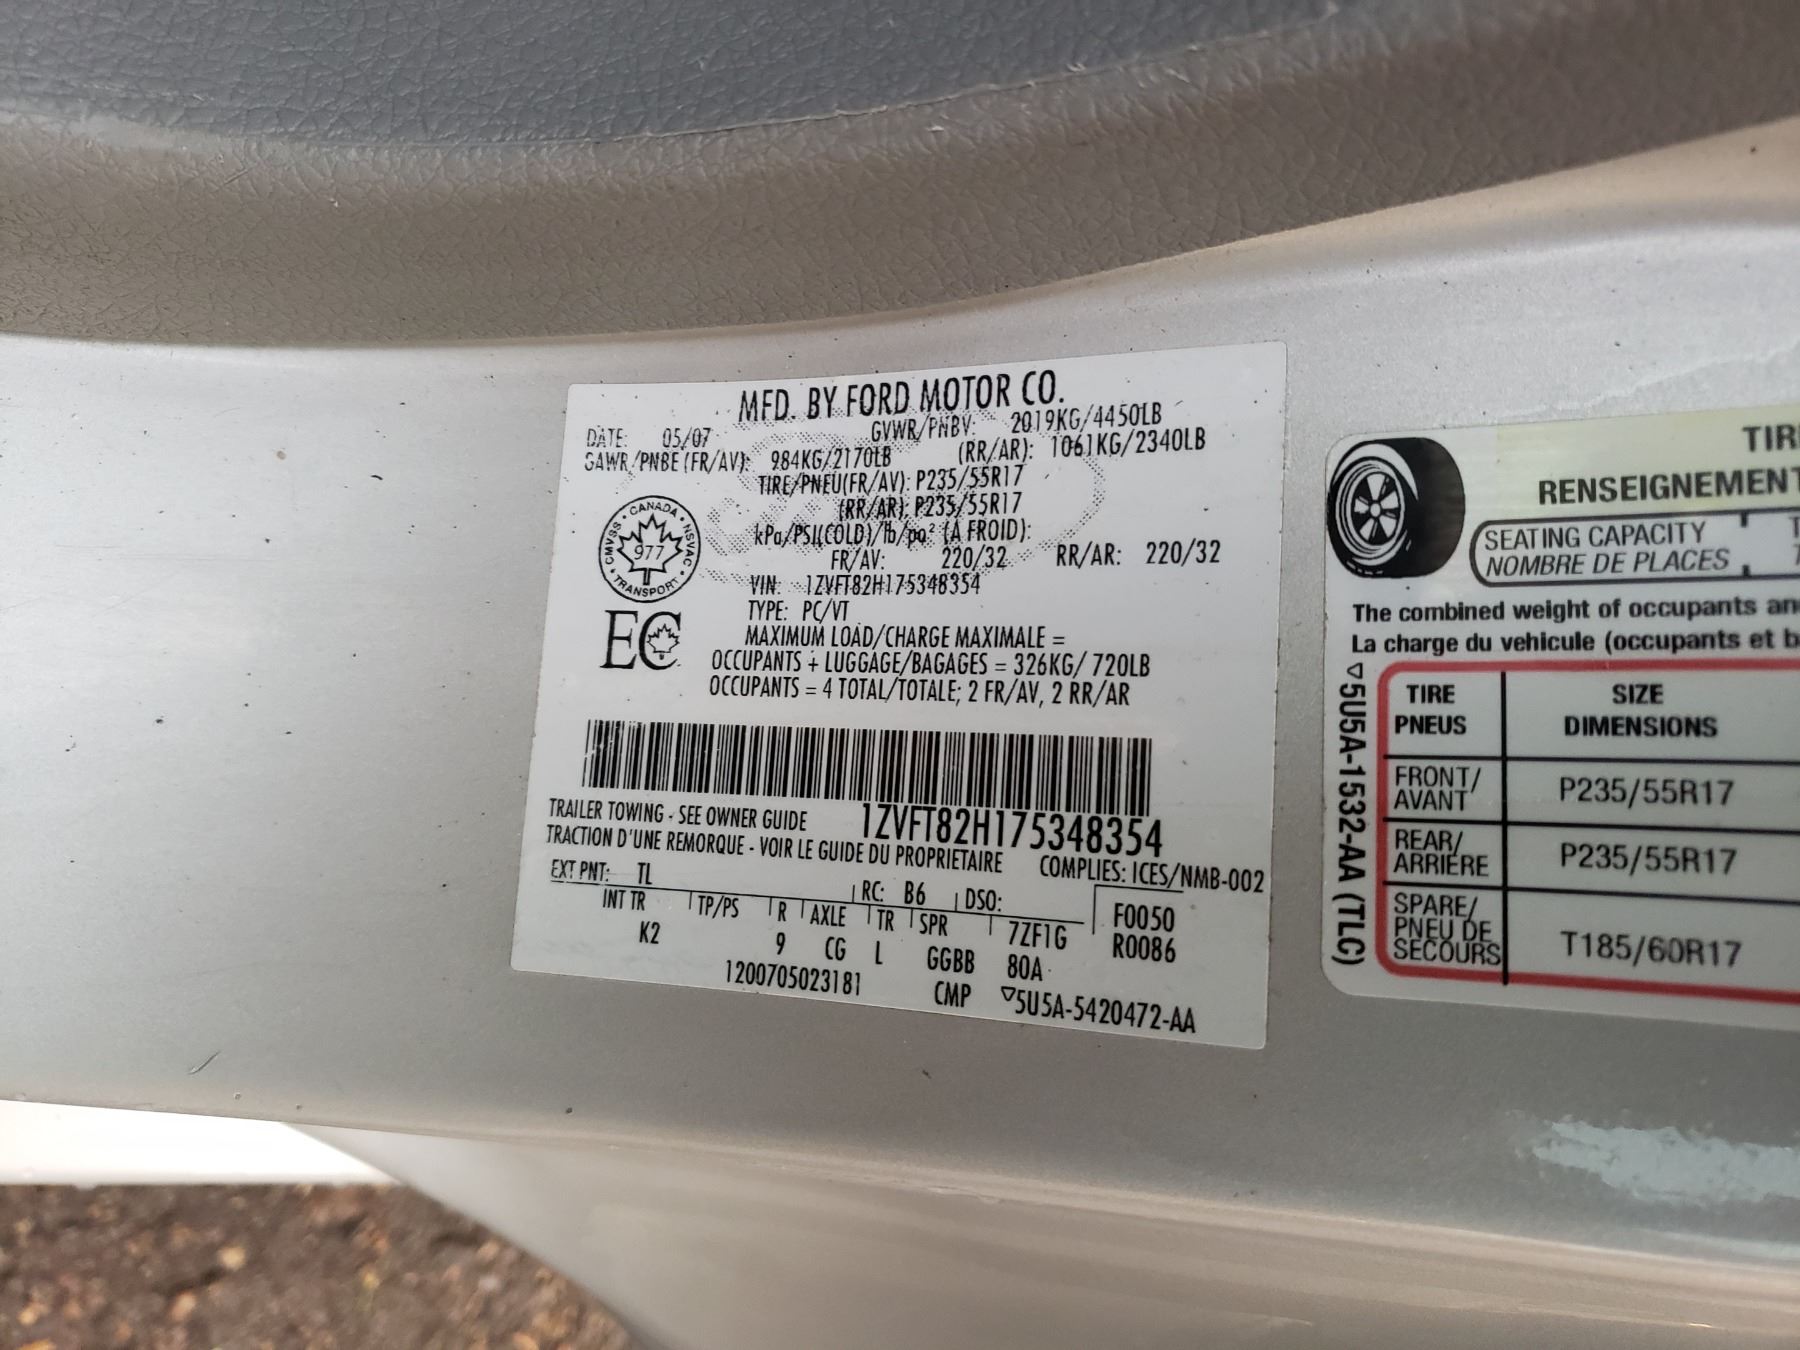 MFD. BY FORD MOTOR CO.
DATE: 05/07 GVWR/PNBV: 2019KG/4450LB
GAWR/PNBE (FR/AV): 984KG/2170LB (RR/AR): 1061KG/2340LB
TIRE/PNEU(FR/AV): P235/55R17
(RR/AR): P235/55R17
kPa/PSI(COLD)/lb/po² (A FROID):
FR/AV: 220/32 RR/AR: 220/32
VIN: 1ZVFT82H175348354
TYPE: PC/VT
MAXIMUM LOAD/CHARGE MAXIMALE =
OCCUPANTS + LUGGAGE/BAGAGES = 326KG/ 720LB
OCCUPANTS = 4 TOTAL/TOTALE; 2 FR/AV, 2 RR/AR
CANADA
CMVSS 977 NSVAC
TRANSPORT
EC
TRAILER TOWING - SEE OWNER GUIDE 1ZVFT82H175348354
TRACTION D'UNE REMORQUE - VOIR LE GUIDE DU PROPRIETAIRE COMPLIES: ICES/NMB-002
EXT PNT: TL RC: B6 DSO: F0050
INT TR TP/PS R AXLE TR SPR 7ZF1G R0086
K2 9 CG L GGBB 80A
1200705023181 CMP ▽5U5A-5420472-AA
TIR
RENSEIGNEMENT
SEATING CAPACITY
NOMBRE DE PLACES
The combined weight of occupants an
La charge du vehicule (occupants et b
▽5U5A-1532-AA (TLC)
TIRE SIZE
PNEUS DIMENSIONS
FRONT/
AVANT P235/55R17
REAR/
ARRIERE P235/55R17
SPARE/
PNEU DE
SECOURS T185/60R17